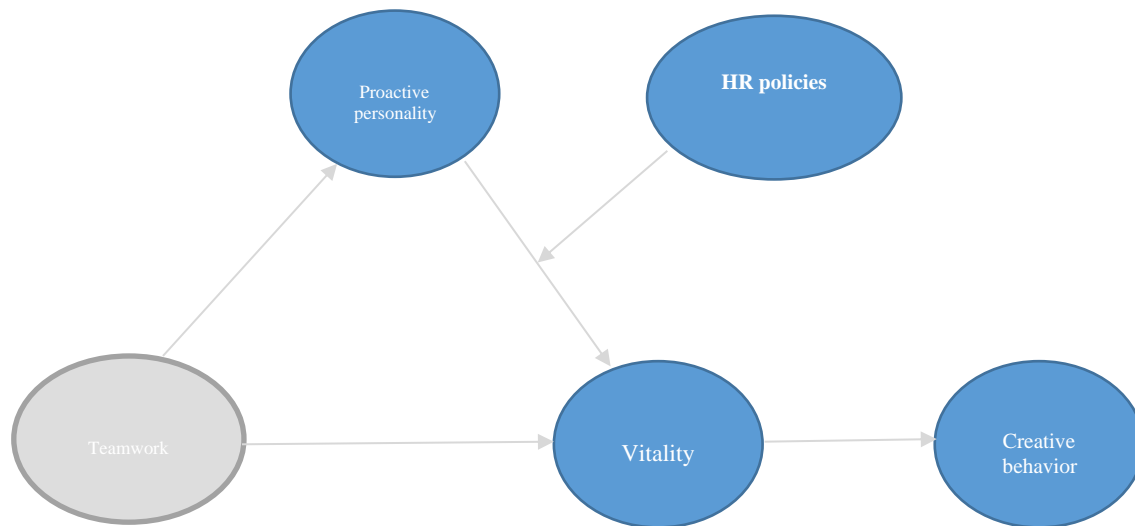 Proactive
personality
HR policies
Teamwork
Vitality
Creative
behavior